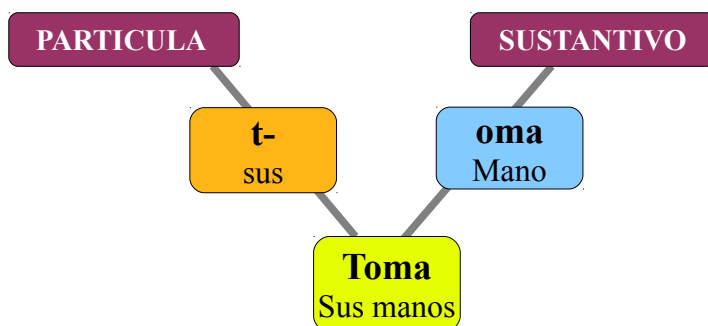 PARTICULA
SUSTANTIVO
t-
sus
oma
Mano
Toma
Sus manos